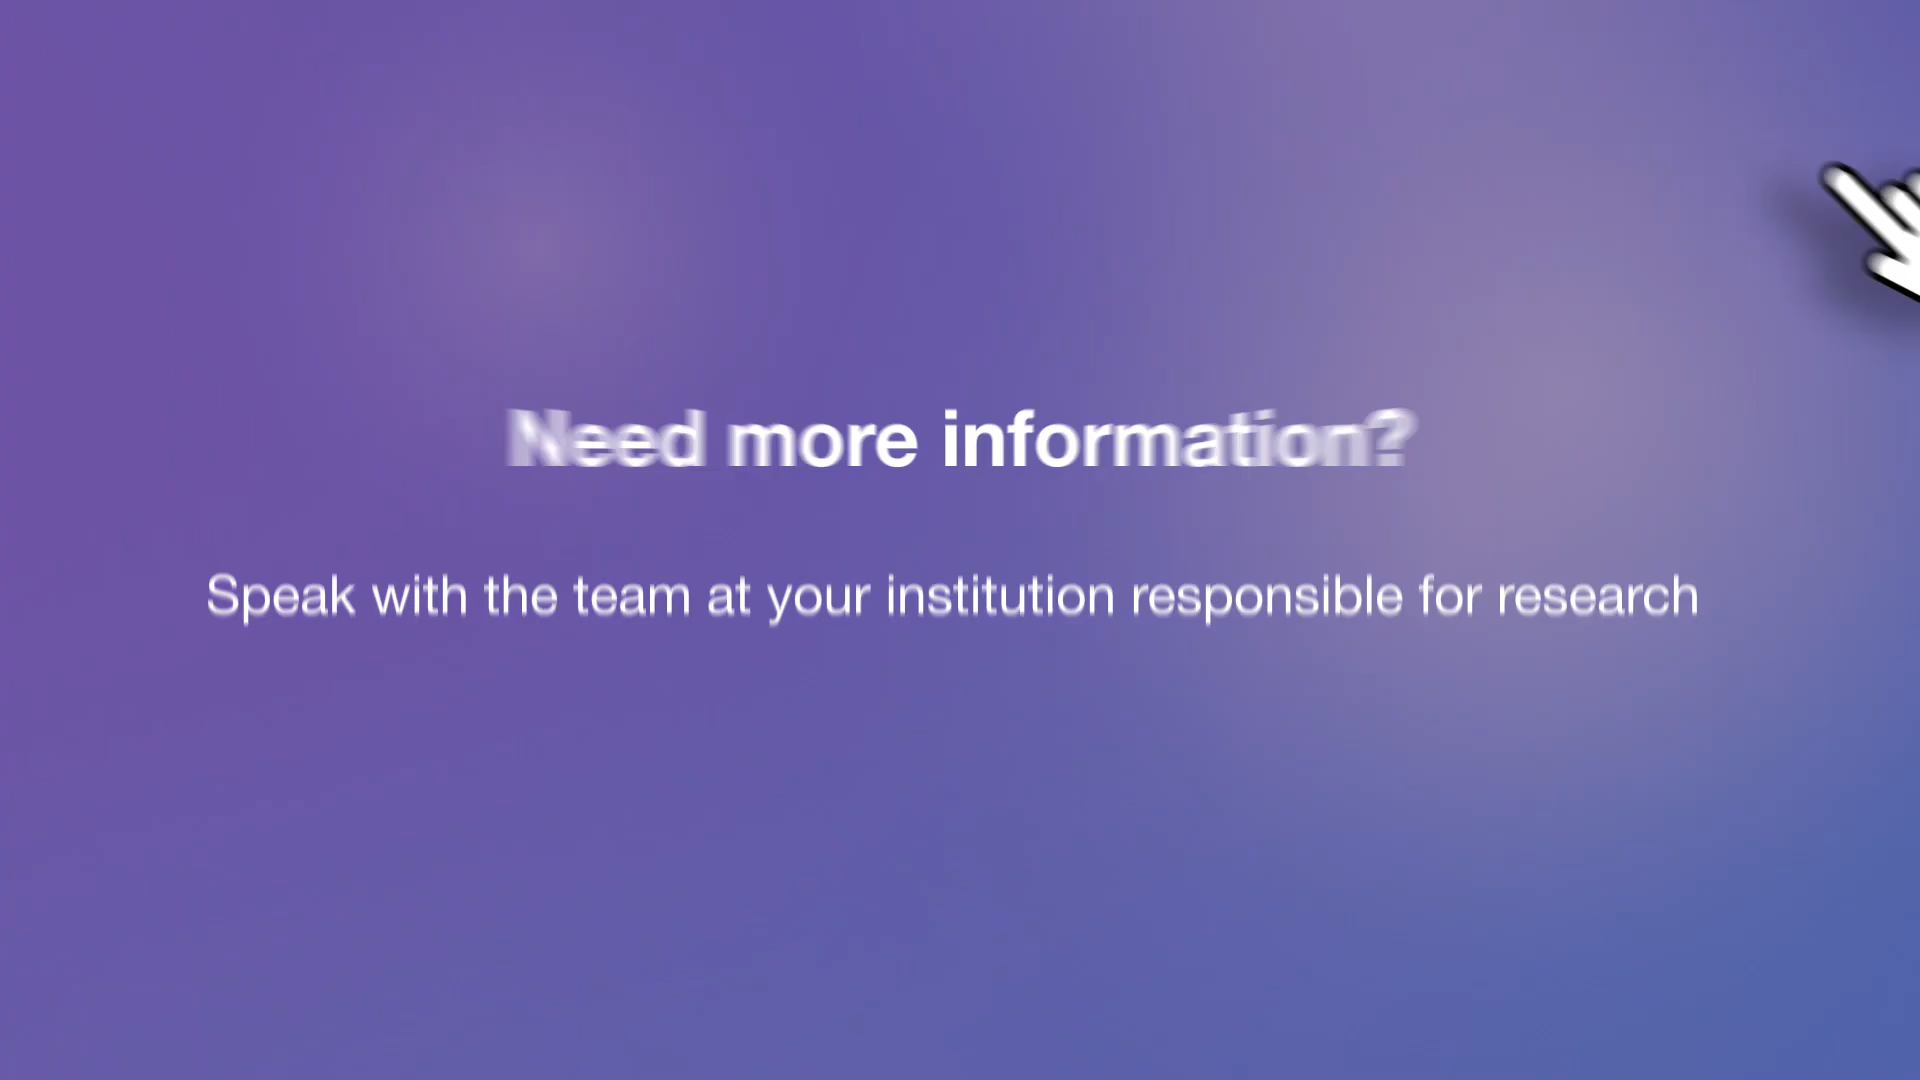 Need more information?
Speak with the team at your institution responsible for research